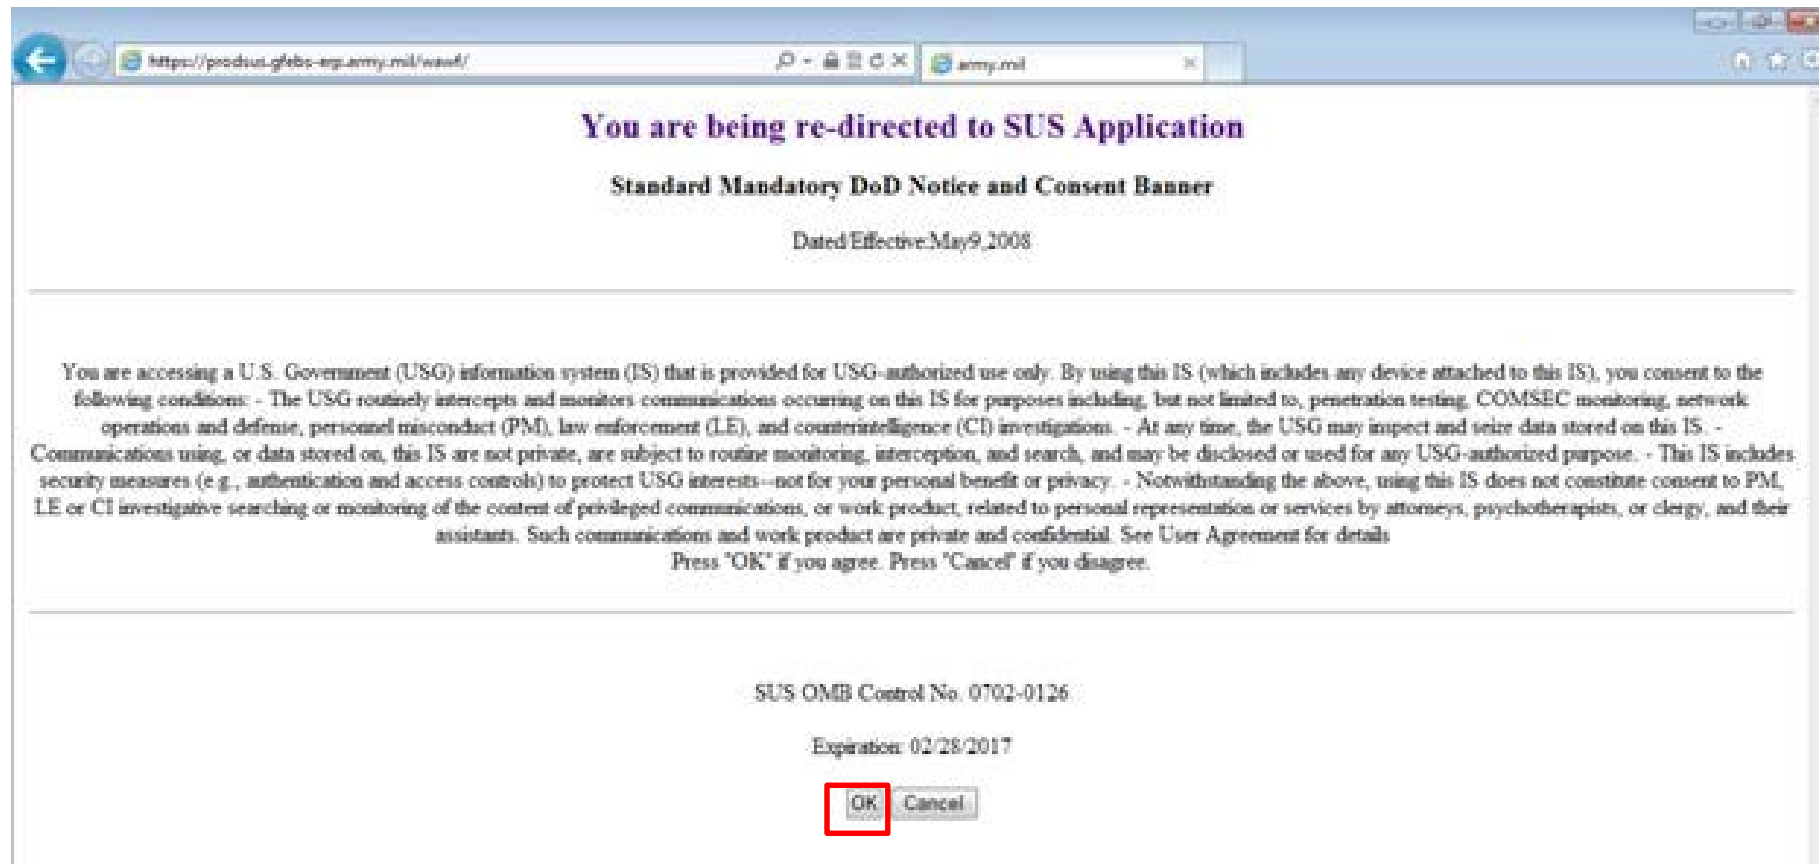 https://prodsus.gfebs-erp.army.mil/wawf/
army.mil
You are being re-directed to SUS Application
Standard Mandatory DoD Notice and Consent Banner
Dated/Effective:May9,2008
You are accessing a U.S. Government (USG) information system (IS) that is provided for USG-authorized use only. By using this IS (which includes any device attached to this IS), you consent to the
following conditions: - The USG routinely intercepts and monitors communications occurring on this IS for purposes including, but not limited to, penetration testing, COMSEC monitoring, network
operations and defense, personnel misconduct (PM), law enforcement (LE), and counterintelligence (CI) investigations. - At any time, the USG may inspect and seize data stored on this IS. -
Communications using, or data stored on, this IS are not private, are subject to routine monitoring, interception, and search, and may be disclosed or used for any USG-authorized purpose. - This IS includes
security measures (e.g., authentication and access controls) to protect USG interests--not for your personal benefit or privacy. - Notwithstanding the above, using this IS does not constitute consent to PM,
LE or CI investigative searching or monitoring of the content of privileged communications, or work product, related to personal representation or services by attorneys, psychotherapists, or clergy, and their
assistants. Such communications and work product are private and confidential. See User Agreement for details
Press "OK" if you agree. Press "Cancel" if you disagree.
SUS OMB Control No. 0702-0126
Expiration: 02/28/2017
OK Cancel